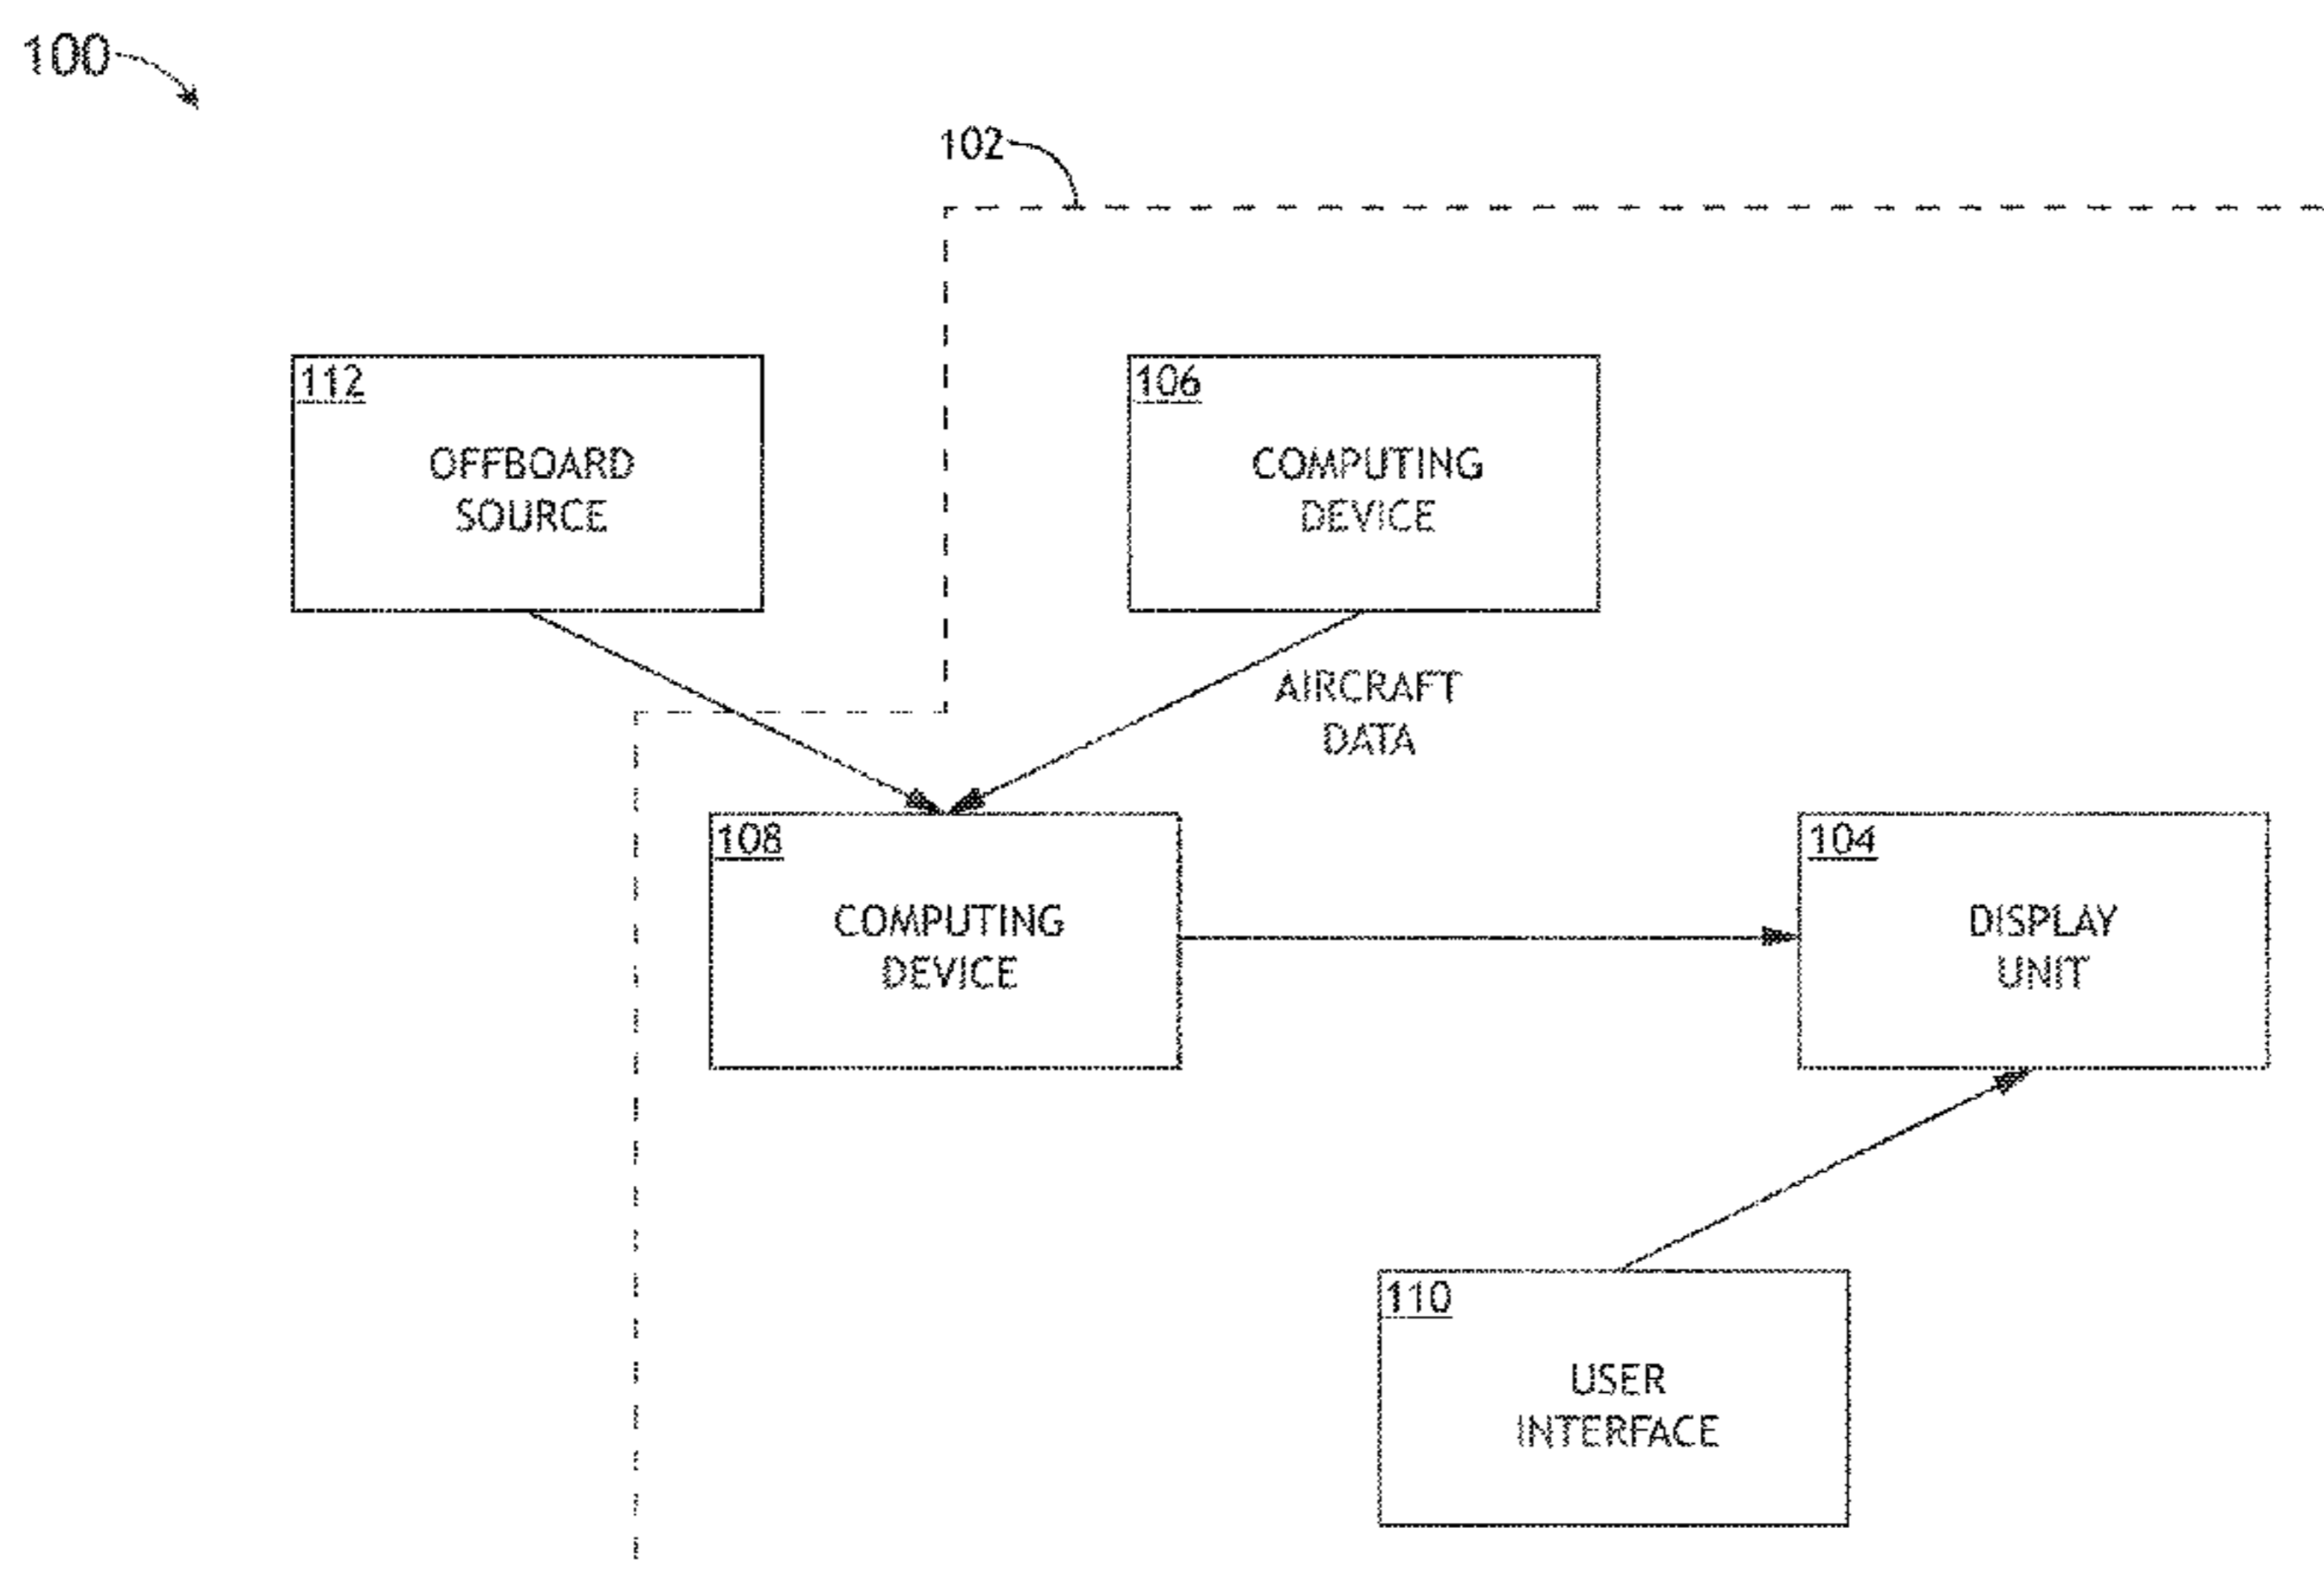 100
102
112
OFFBOARD
SOURCE
106
COMPUTING
DEVICE
AIRCRAFT
DATA
108
COMPUTING
DEVICE
104
DISPLAY
UNIT
110
USER
INTERFACE